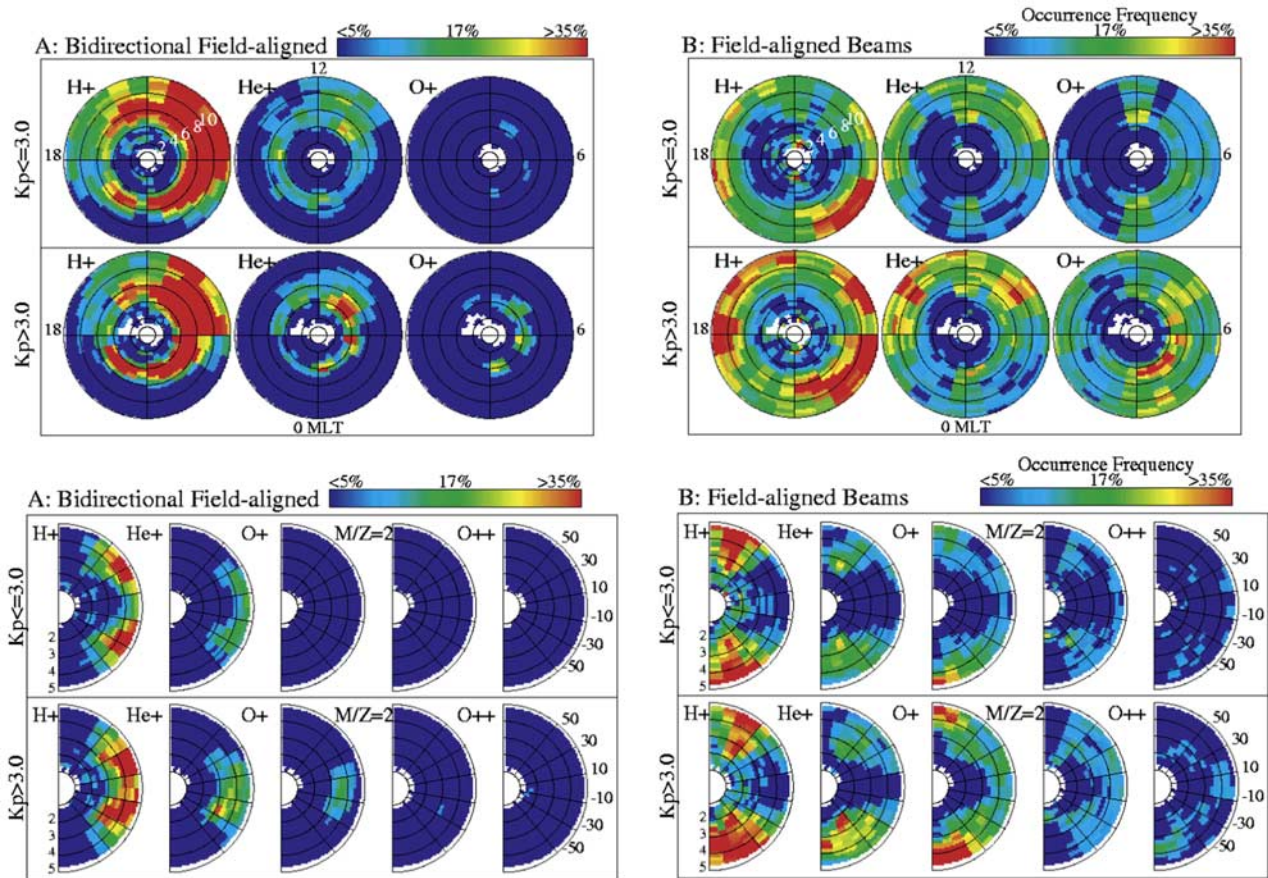 A: Bidirectional Field-aligned
<5% 17% >35%
H+ He+ 12 O+
2 4 6 8 10
Kp<=3.0
18 6
H+ He+ O+
Kp>3.0
18 6
0 MLT
Occurrence Frequency
B: Field-aligned Beams
<5% 17% >35%
H+ He+ 12 O+
2 4 6 8 10
Kp<=3.0
18 6
H+ He+ O+
Kp>3.0
18 6
0 MLT
A: Bidirectional Field-aligned
<5% 17% >35%
H+ He+ O+ M/Z=2 O++
Kp<=3.0
50
30
10
-10
-30
-50
2
3
4
5
H+ He+ O+ M/Z=2 O++
Kp>3.0
50
30
10
-10
-30
-50
2
3
4
5
Occurrence Frequency
B: Field-aligned Beams
<5% 17% >35%
H+ He+ O+ M/Z=2 O++
Kp<=3.0
50
30
10
-10
-30
-50
2
3
4
5
H+ He+ O+ M/Z=2 O++
Kp>3.0
50
30
10
-10
-30
-50
2
3
4
5